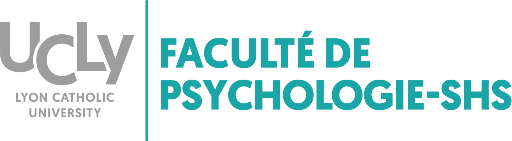 UCLy
LYON CATHOLIC
UNIVERSITY
FACULTÉ DE
PSYCHOLOGIE-SHS